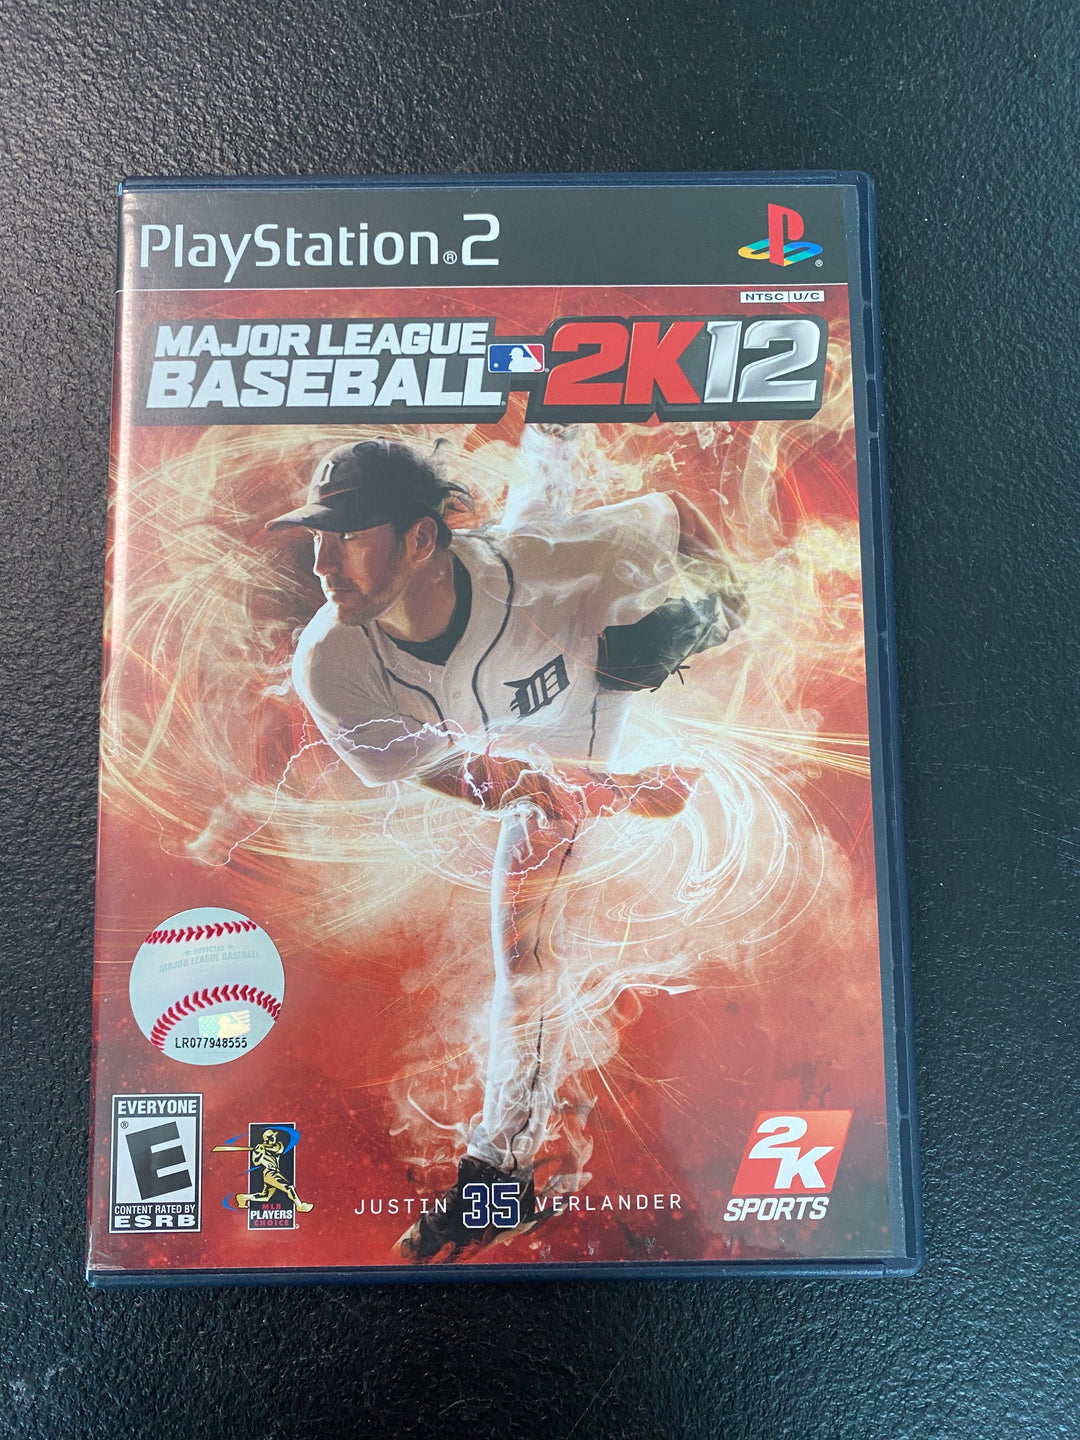 PlayStation®2
®
NTSC U/C
MAJOR LEAGUE
BASEBALL 2K12
D
★ OFFICIAL ★
MAJOR LEAGUE BASEBALL
LR077948555
EVERYONE
®
E
CONTENT RATED BY
ESRB
MLB
PLAYERS
CHOICE
JUSTIN 35 VERLANDER
2K
SPORTS